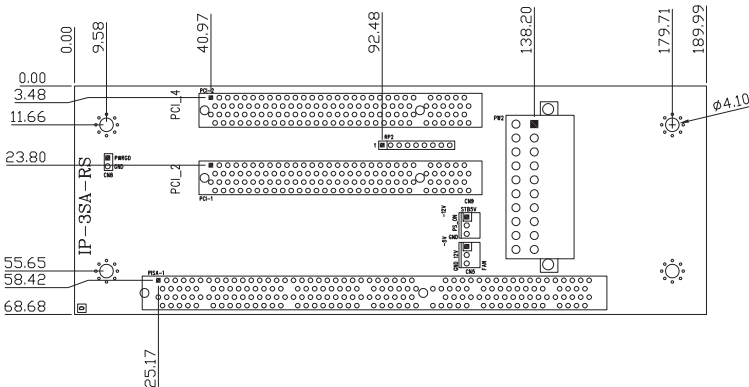 0.00
9.58
40.97
92.48
138.20
179.71
189.99
0.00
3.48
11.66
23.80
55.65
58.42
68.68
25.17
ø4.10
PCI_4
PCI-2
PW2
RP2
1
PWRGD
GND
CN8
PCI_2
PCI-1
IP-3SA-RS
CN9
-12V
STB5V
PS_ON
GND
-5V
12V
GND
FAN
CN5
PISA-1